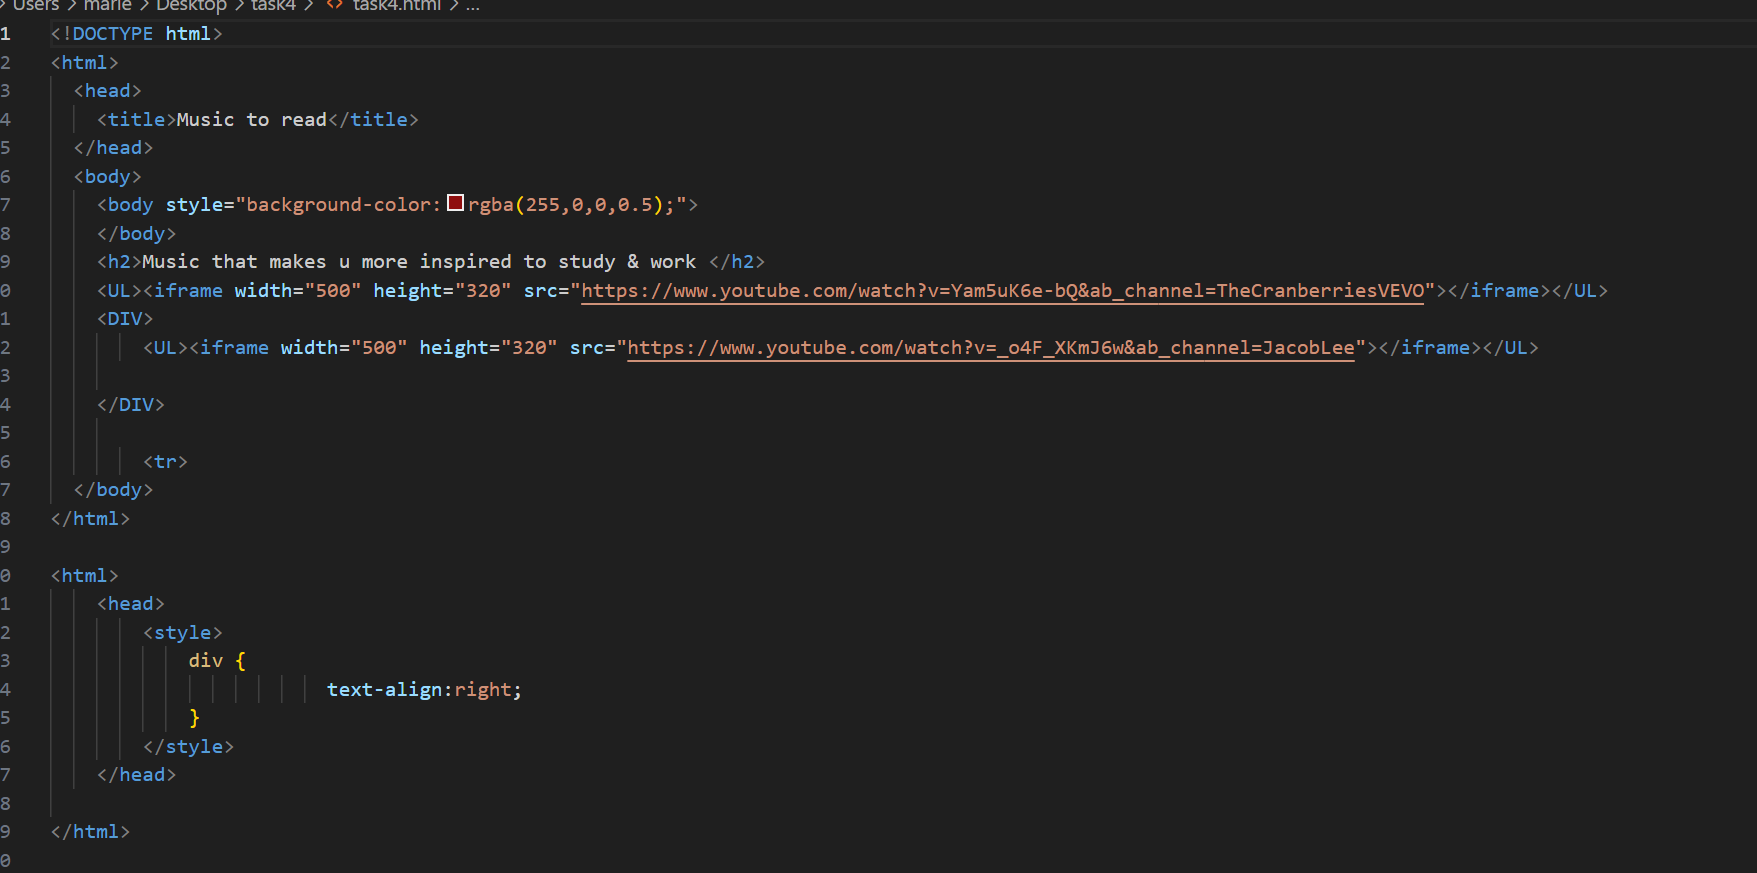 > Users > marie > Desktop > task4 > <> task4.html > ...
1 <!DOCTYPE html>
2 <html>
3 <head>
4 <title>Music to read</title>
5 </head>
6 <body>
7 <body style="background-color:rgba(255,0,0,0.5);">
8 </body>
9 <h2>Music that makes u more inspired to study & work </h2>
0 <UL><iframe width="500" height="320" src="https://www.youtube.com/watch?v=Yam5uK6e-bQ&ab_channel=TheCranberriesVEVO"></iframe></UL>
1 <DIV>
2 <UL><iframe width="500" height="320" src="https://www.youtube.com/watch?v=_o4F_XKmJ6w&ab_channel=JacobLee"></iframe></UL>
3
4 </DIV>
5
6 <tr>
7 </body>
8 </html>
9
0 <html>
1 <head>
2 <style>
3 div {
4 text-align:right;
5 }
6 </style>
7 </head>
8
9 </html>
0